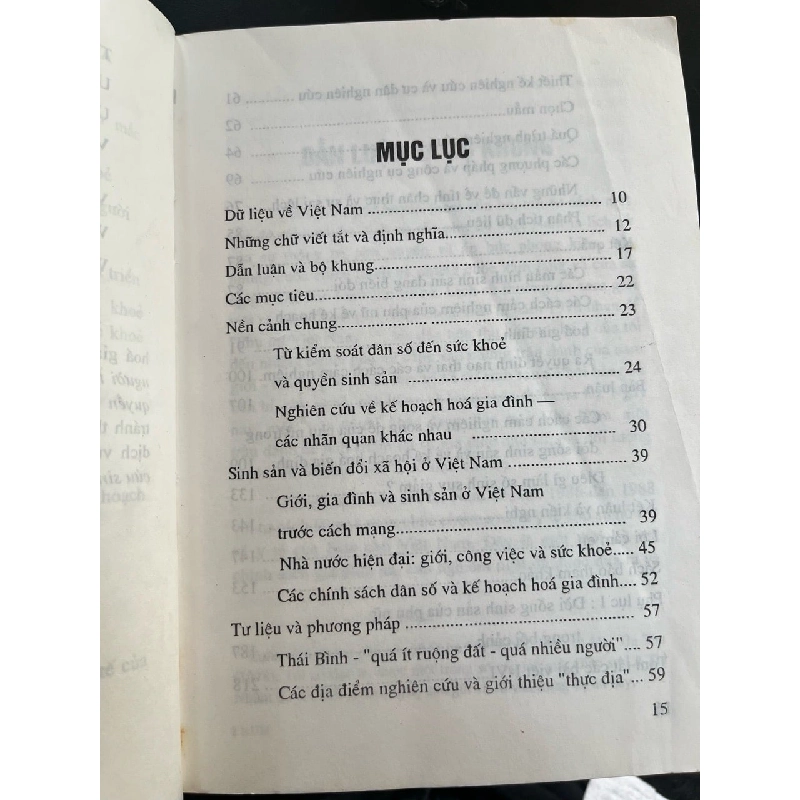 MỤC LỤC
Dữ liệu về Việt Nam ........ 10
Những chữ viết tắt và định nghĩa........ 12
Dẫn luận và bộ khung........ 17
Các mục tiêu........ 22
Nền cảnh chung........ 23
Từ kiểm soát dân số đến sức khoẻ
và quyền sinh sản ........ 24
Nghiên cứu về kế hoạch hoá gia đình —
các nhãn quan khác nhau ........ 30
Sinh sản và biến đổi xã hội ở Việt Nam ........ 39
Giới, gia đình và sinh sản ở Việt Nam
trước cách mạng........ 39
Nhà nước hiện đại: giới, công việc và sức khoẻ..... 45
Các chính sách dân số và kế hoạch hoá gia đình.... 52
Tư liệu và phương pháp ........ 57
Thái Bình - "quá ít ruộng đất - quá nhiều người".... 57
Các địa điểm nghiên cứu và giới thiệu "thực địa"... 59
15